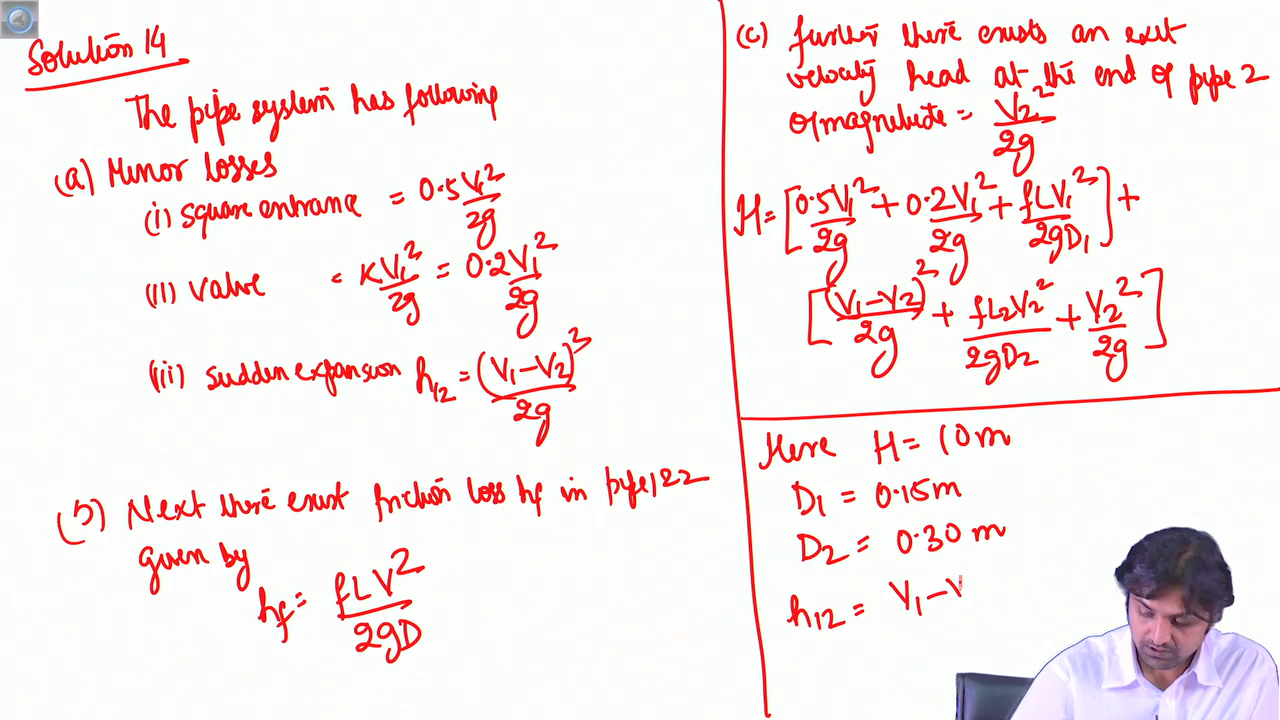 Solution 14
The pipe system has following
(a) Minor losses
(i) square entrance = 0.5V₁²/2g
(ii) valve = KV₁²/2g = 0.2V₁²/2g
(iii) sudden expansion h₁₂ = (V₁-V₂)²/2g
(b) Next there exist friction loss hf in pipe 1 & 2
given by
hf = fLV²/2gD
(c) further there exists an exit
velocity head at the end of pipe 2
of magnitude = V₂²/2g
H = [0.5V₁²/2g + 0.2V₁²/2g + fLV₁²/2gD₁] +
[(V₁-V₂)²/2g + fL₂V₂²/2gD₂ + V₂²/2g]
Here H = 10m
D₁ = 0.15m
D₂ = 0.30 m
h₁₂ = V₁-V